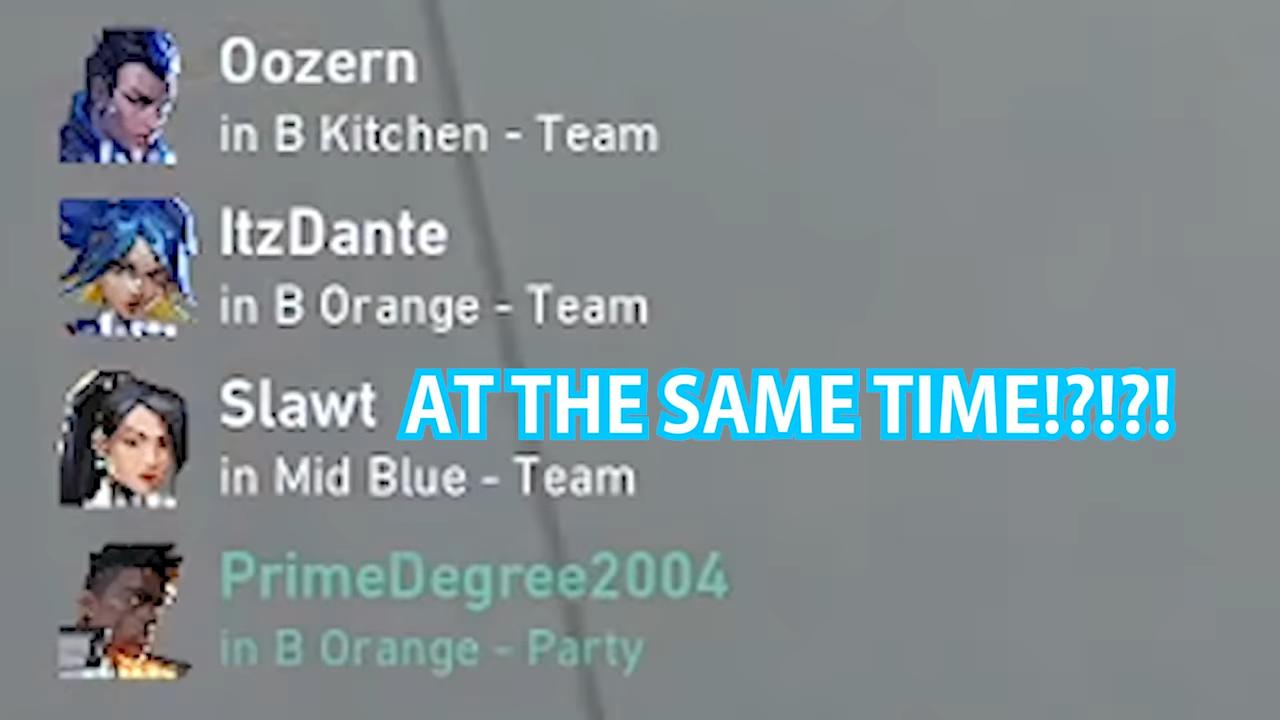 Oozern
in B Kitchen - Team
ItzDante
in B Orange - Team
Slawt AT THE SAME TIME!?!?!
in Mid Blue - Team
PrimeDegree2004
in B Orange - Party